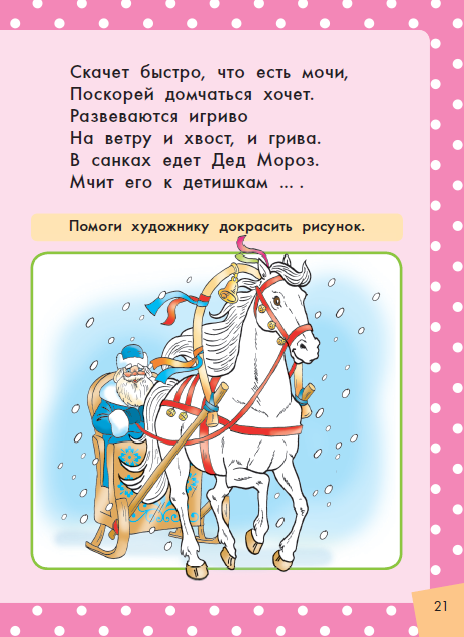 Скачет быстро, что есть мочи,
Поскорей домчаться хочет.
Развеваются игриво
На ветру и хвост, и грива.
В санках едет Дед Мороз.
Мчит его к детишкам ... .
Помоги художнику докрасить рисунок.
21